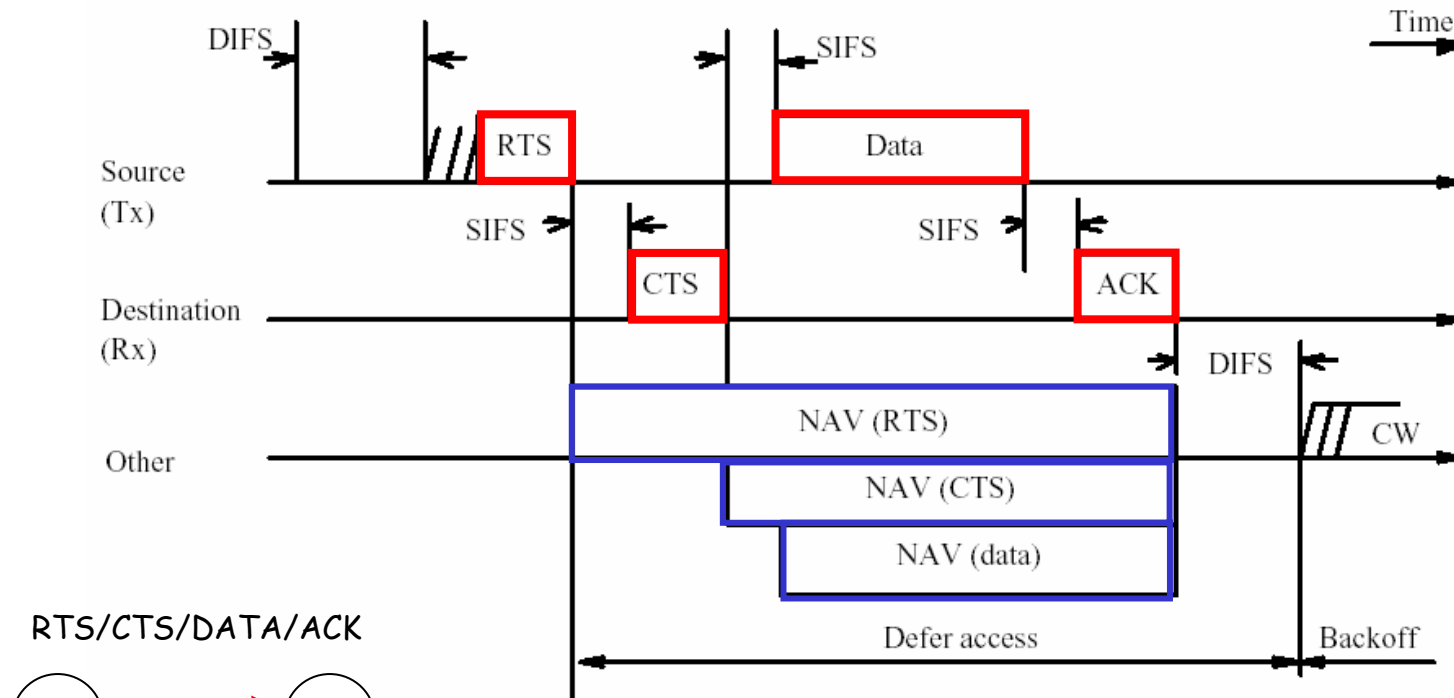 Time
DIFS
SIFS
RTS
Data
Source
(Tx)
SIFS
SIFS
CTS
ACK
Destination
(Rx)
DIFS
NAV (RTS)
CW
Other
NAV (CTS)
NAV (data)
RTS/CTS/DATA/ACK
Defer access
Backoff